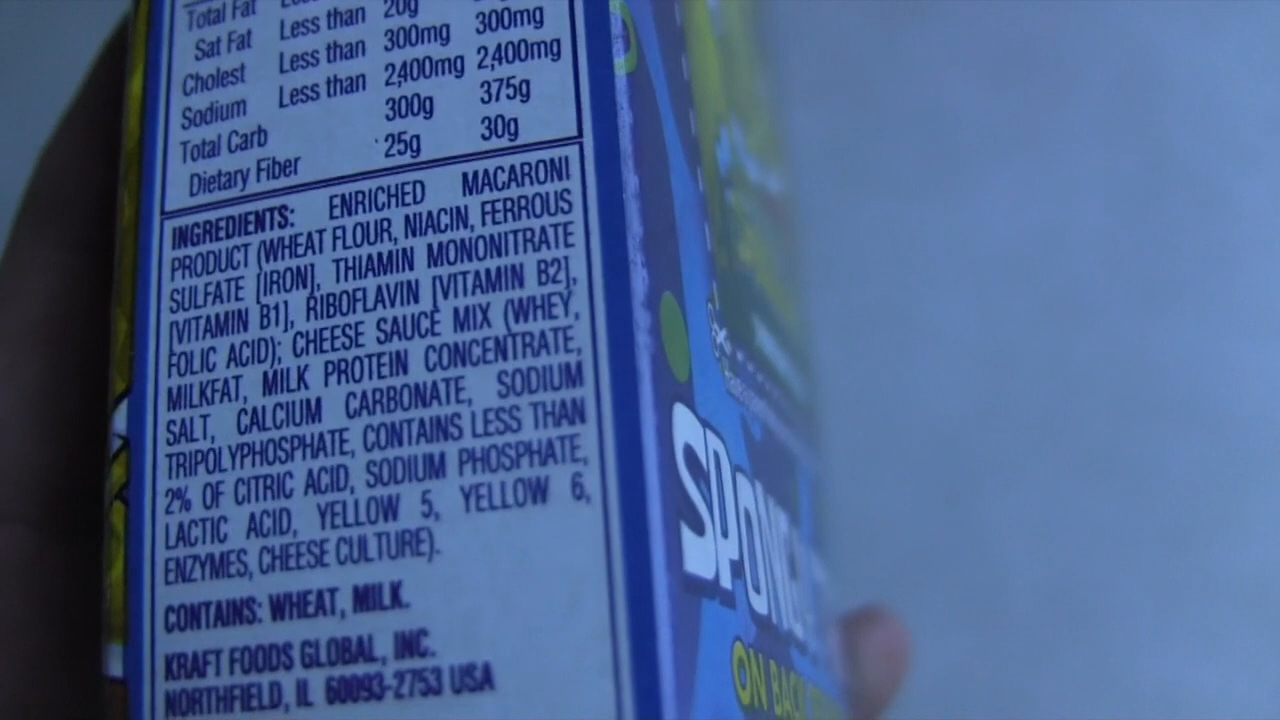 Total Fat
Sat Fat Less than 20g
Cholest Less than 300mg 300mg
Sodium Less than 2,400mg 2,400mg
Total Carb 300g 375g
Dietary Fiber 25g 30g
INGREDIENTS: ENRICHED MACARONI
PRODUCT (WHEAT FLOUR, NIACIN, FERROUS
SULFATE [IRON], THIAMIN MONONITRATE
[VITAMIN B1], RIBOFLAVIN [VITAMIN B2],
FOLIC ACID); CHEESE SAUCE MIX (WHEY,
MILKFAT, MILK PROTEIN CONCENTRATE,
SALT, CALCIUM CARBONATE, SODIUM
TRIPOLYPHOSPHATE, CONTAINS LESS THAN
2% OF CITRIC ACID, SODIUM PHOSPHATE,
LACTIC ACID, YELLOW 5, YELLOW 6,
ENZYMES, CHEESE CULTURE).
CONTAINS: WHEAT, MILK.
KRAFT FOODS GLOBAL, INC.
NORTHFIELD, IL 60093-2753 USA
ON